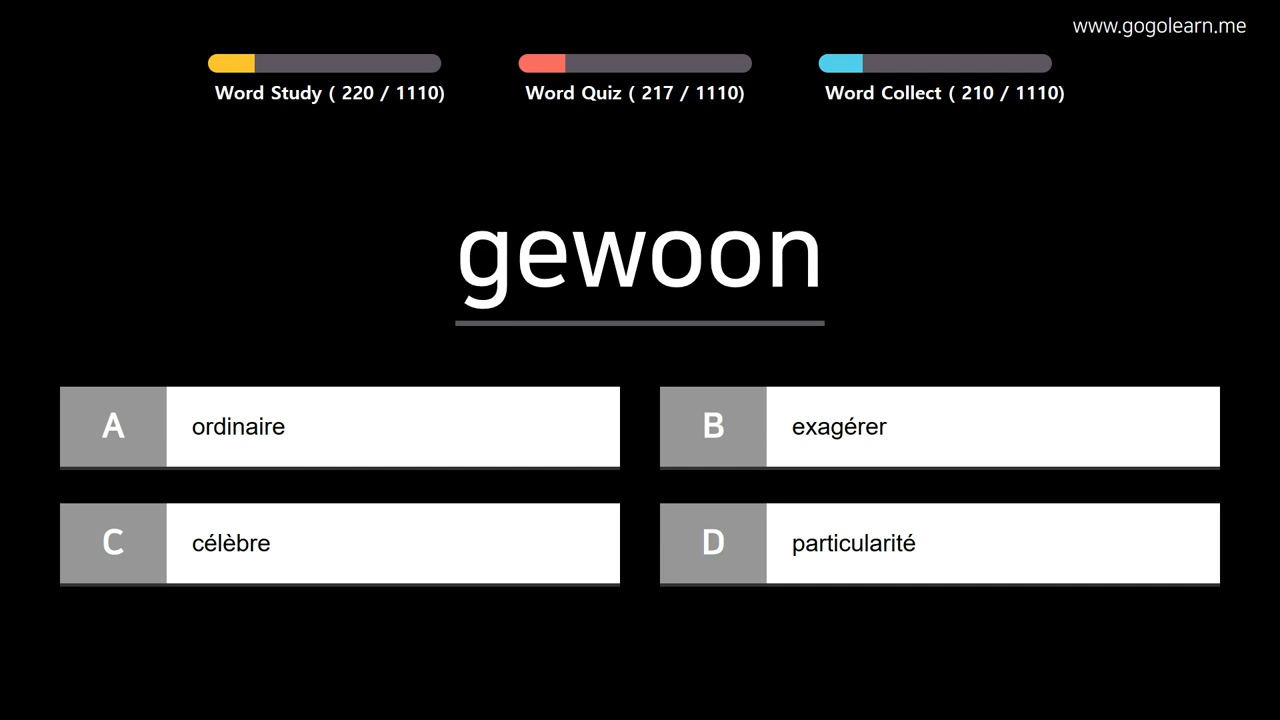 www.gogolearn.me
Word Study ( 220 / 1110)
Word Quiz ( 217 / 1110)
Word Collect ( 210 / 1110)
gewoon
A ordinaire
B exagérer
C célèbre
D particularité